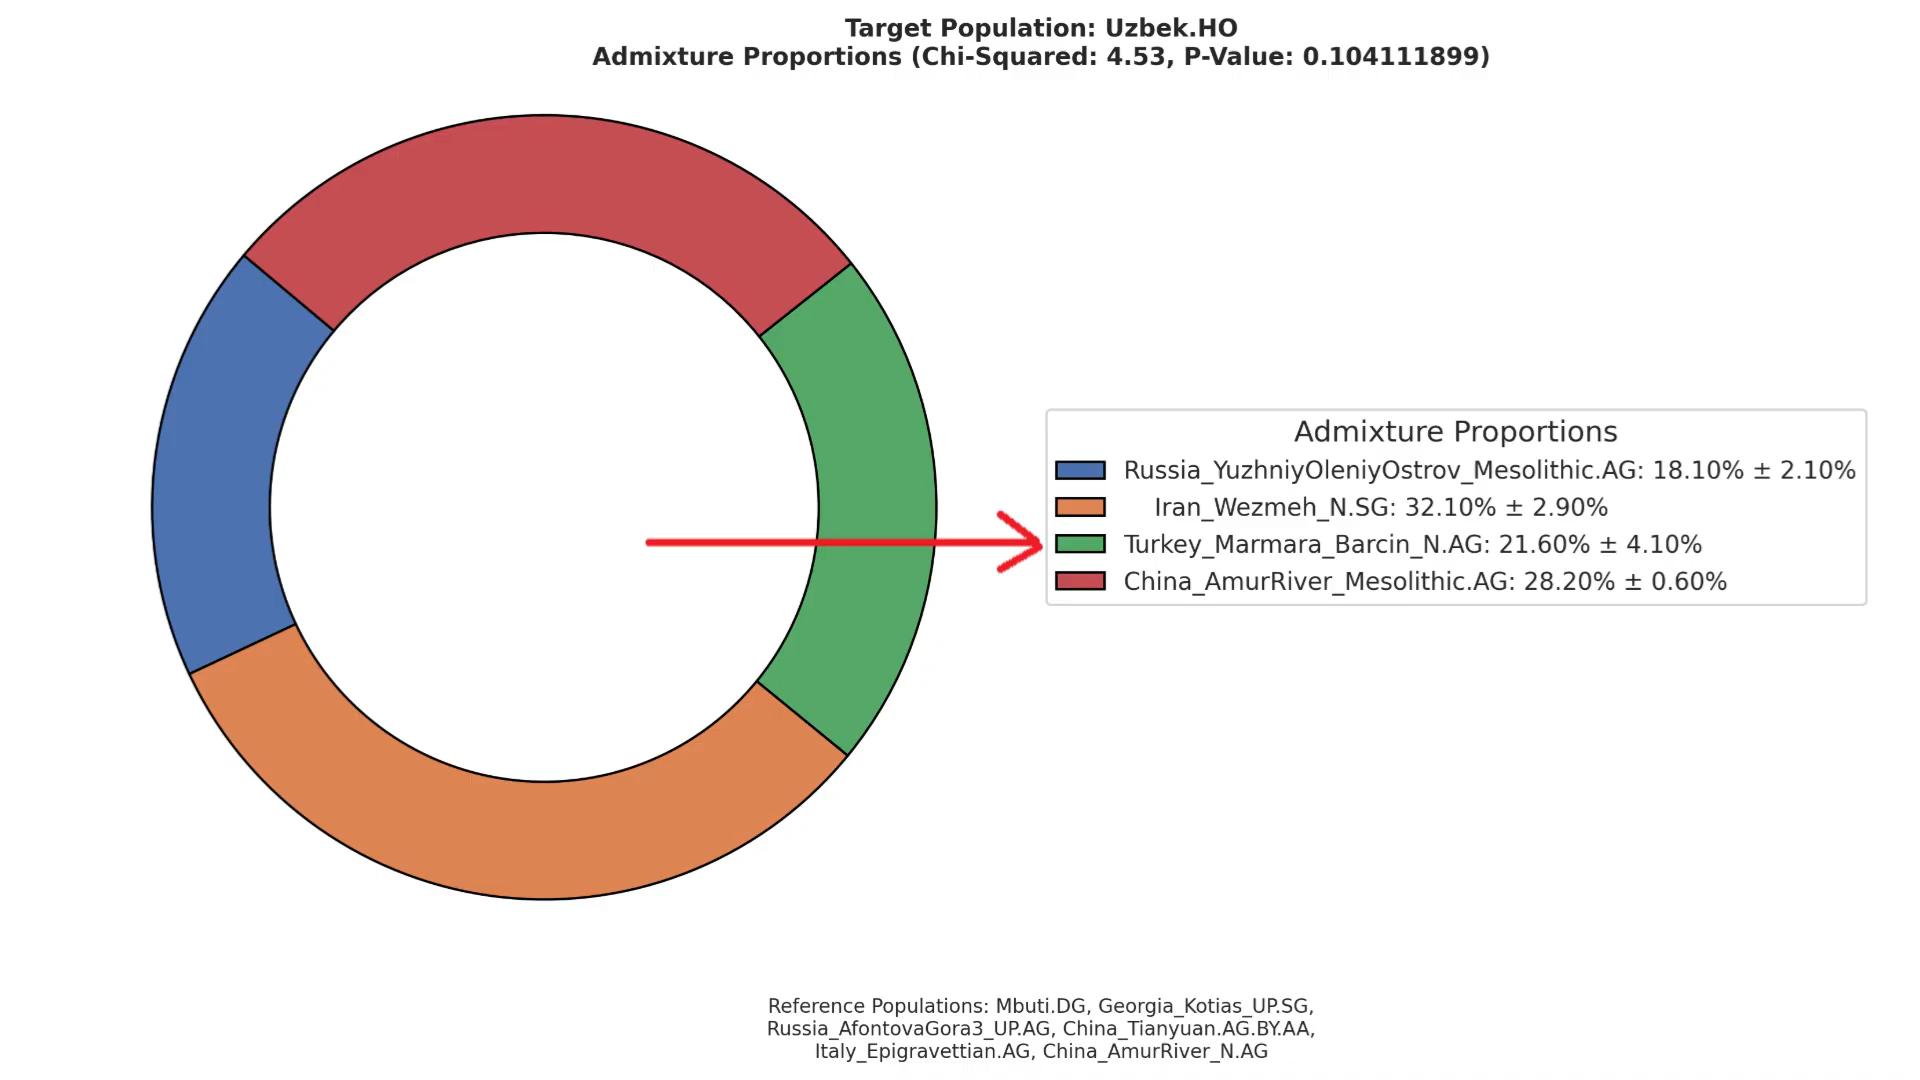 Target Population: Uzbek.HO
Admixture Proportions (Chi-Squared: 4.53, P-Value: 0.104111899)
Admixture Proportions
Russia_YuzhniyOleniyOstrov_Mesolithic.AG: 18.10% ± 2.10%
Iran_Wezmeh_N.SG: 32.10% ± 2.90%
Turkey_Marmara_Barcin_N.AG: 21.60% ± 4.10%
China_AmurRiver_Mesolithic.AG: 28.20% ± 0.60%
Reference Populations: Mbuti.DG, Georgia_Kotias_UP.SG,
Russia_AfontovaGora3_UP.AG, China_Tianyuan.AG.BY.AA,
Italy_Epigravettian.AG, China_AmurRiver_N.AG